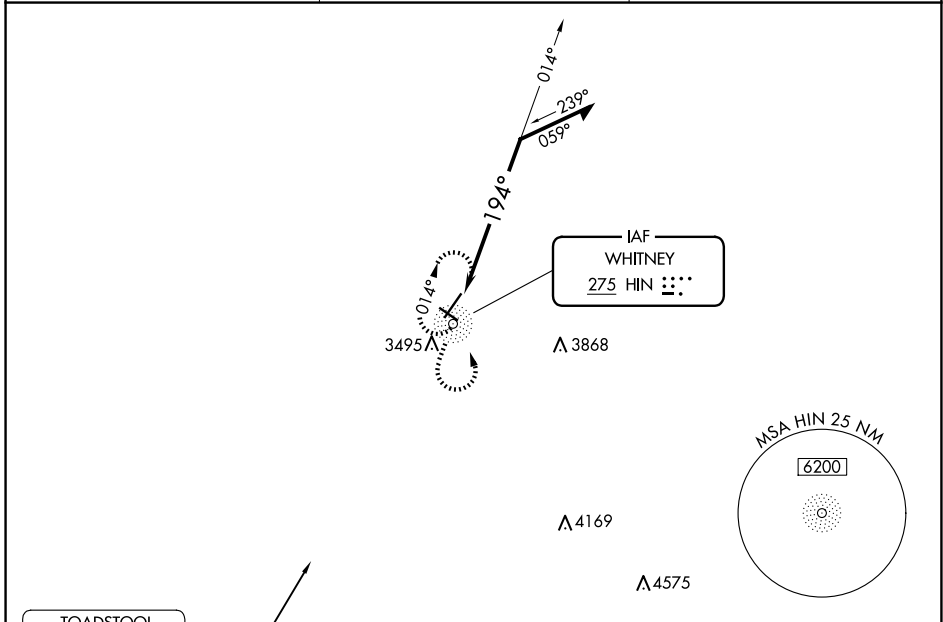 014°
239°
059°
194°
IAF
WHITNEY
275 HIN
014°
3495
3868
MSA HIN 25 NM
6200
4169
4575
TOADSTOOL